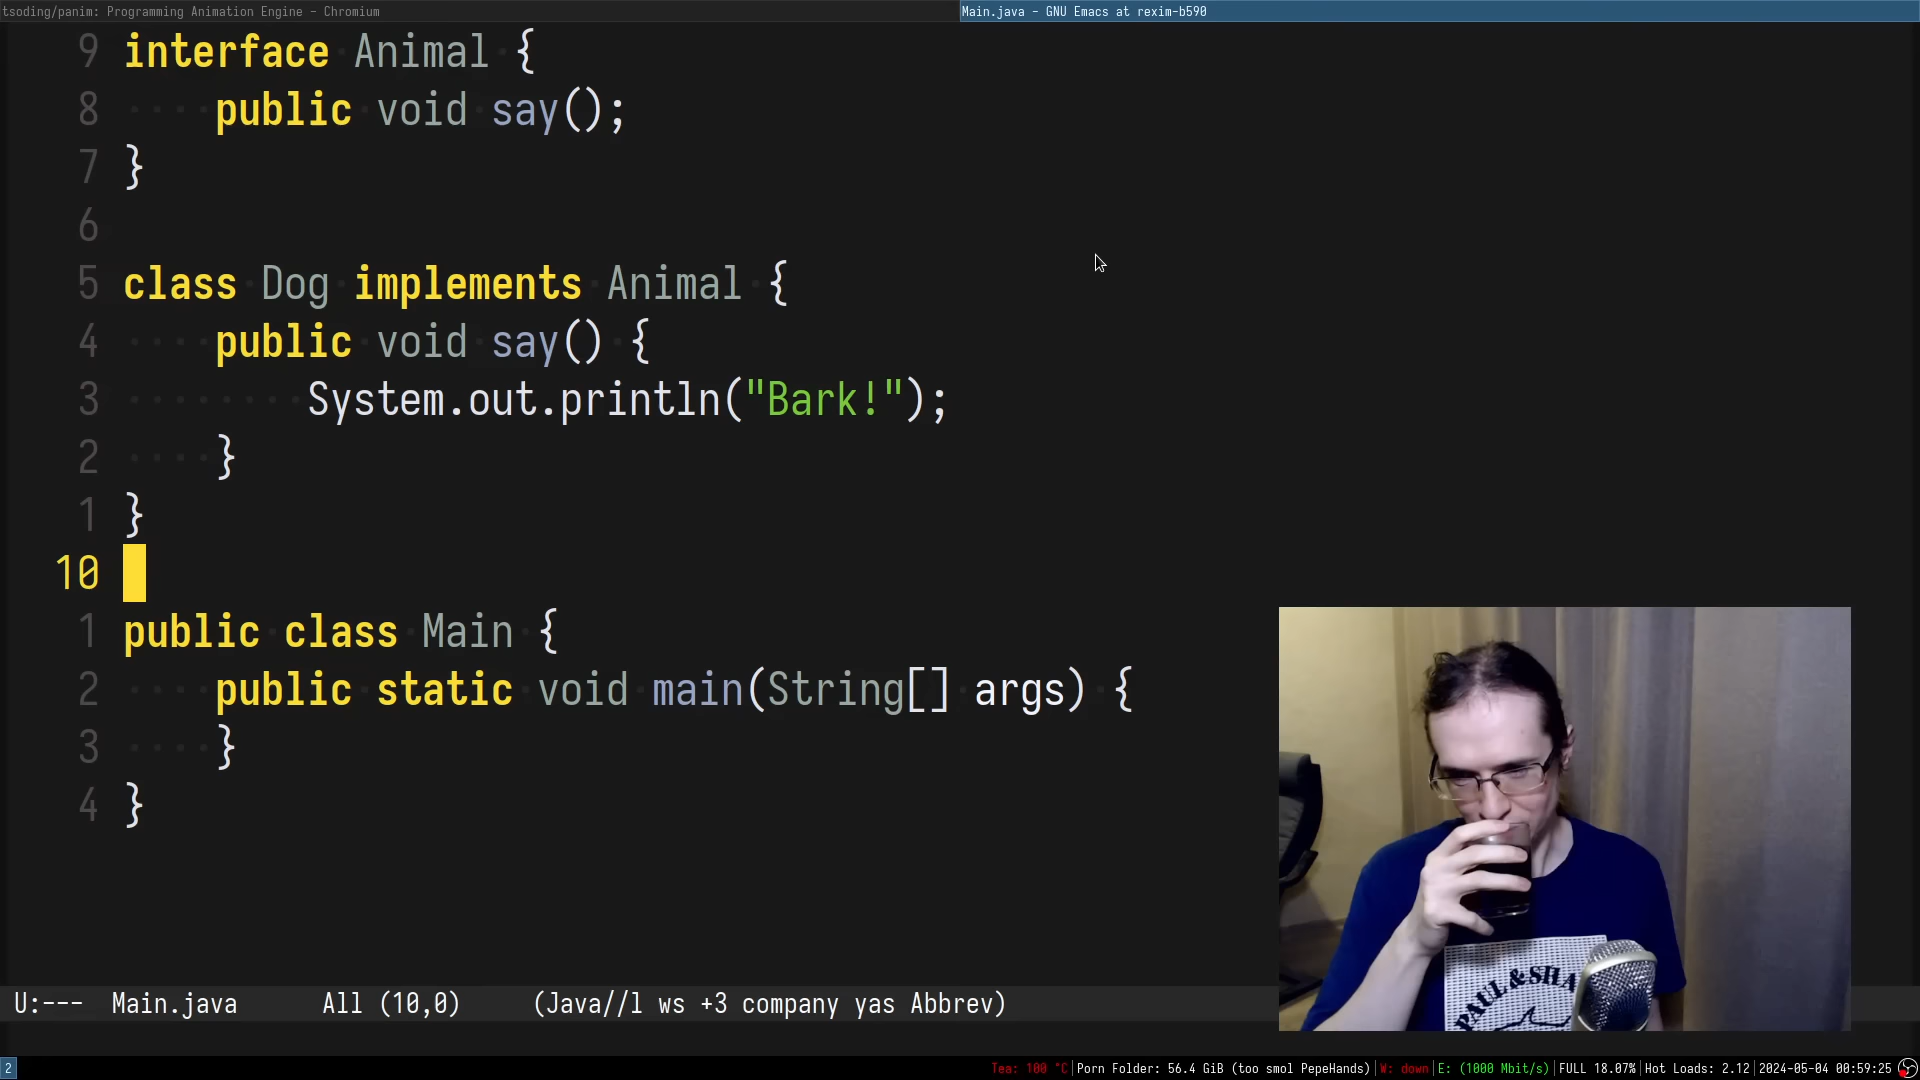 tsoding/panim: Programming Animation Engine - Chromium
Main.java - GNU Emacs at rexim-b590
9 interface Animal {
8 public void say();
7 }
6
5 class Dog implements Animal {
4 public void say() {
3 System.out.println("Bark!");
2 }
1 }
10
1 public class Main {
2 public static void main(String[] args) {
3 }
4 }
PAUL & SHA
U:--- Main.java All (10,0) (Java//l ws +3 company yas Abbrev)
2 Tea: 100 °C|Porn Folder: 56.4 GiB (too smol PepeHands)|W: down|E: (1000 Mbit/s)|FULL 18.07%|Hot Loads: 2.12|2024-05-04 00:59:25